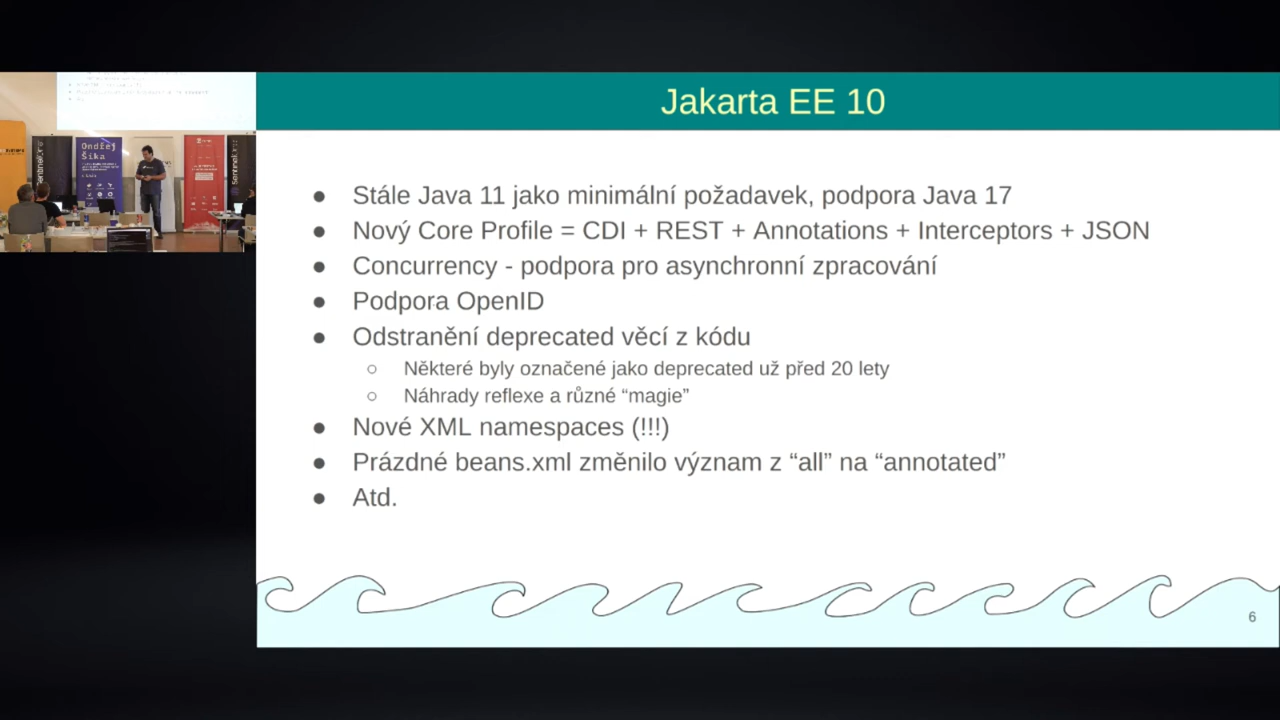 Jakarta EE 10
● Stále Java 11 jako minimální požadavek, podpora Java 17
● Nový Core Profile = CDI + REST + Annotations + Interceptors + JSON
● Concurrency - podpora pro asynchronní zpracování
● Podpora OpenID
● Odstranění deprecated věcí z kódu
○ Některé byly označené jako deprecated už před 20 lety
○ Náhrady reflexe a různé “magie”
● Nové XML namespaces (!!!)
● Prázdné beans.xml změnilo význam z “all” na “annotated”
● Atd.
6
Ondřej
Šika
SentinelOne